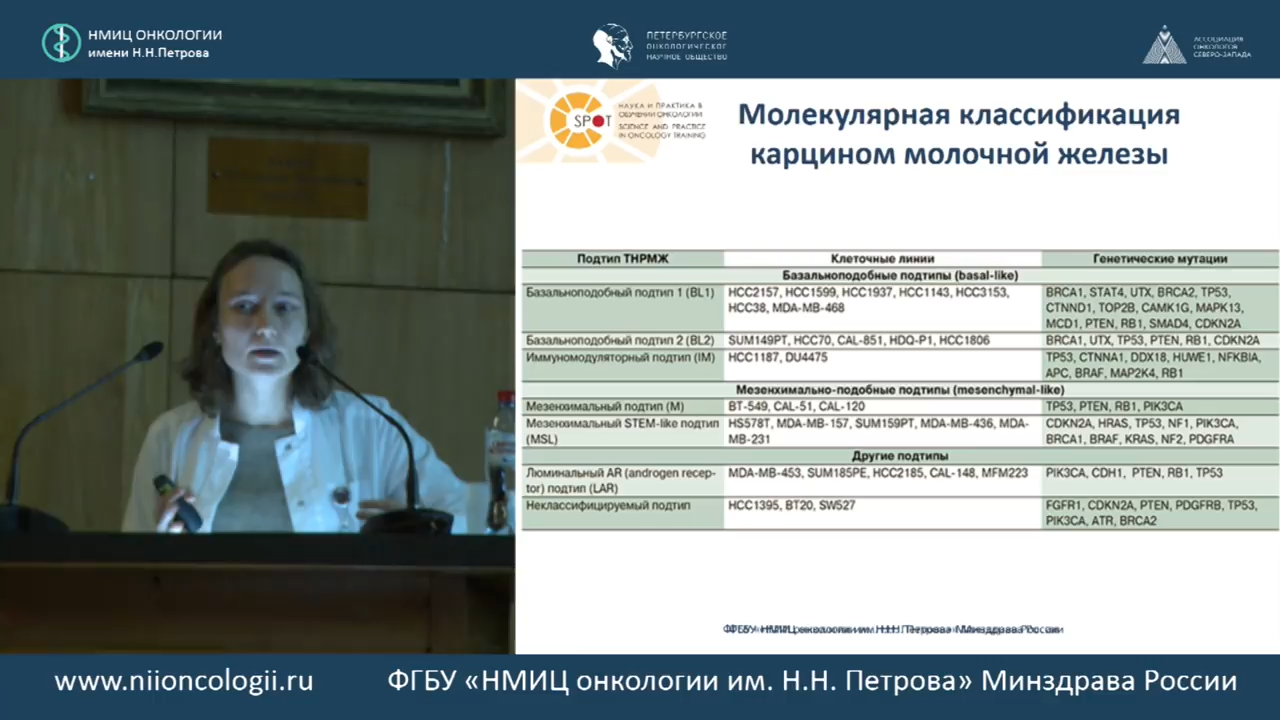 НМИЦ ОНКОЛОГИИ
имени Н.Н.Петрова
ПЕТЕРБУРГСКОЕ
ОНКОЛОГИЧЕСКОЕ
НАУЧНОЕ ОБЩЕСТВО
АССОЦИАЦИЯ
ОНКОЛОГОВ
СЕВЕРО-ЗАПАДА
SPOT
НАУКА И ПРАКТИКА В
ОБУЧЕНИИ ОНКОЛОГИИ
SCIENCE AND PRACTICE
IN ONCOLOGY TRAINING
Молекулярная классификация
карцином молочной железы
Подтип ТНРМЖ Клеточные линии Генетические мутации
Базальноподобные подтипы (basal-like)
Базальноподобный подтип 1 (BL1) HCC2157, HCC1599, HCC1937, HCC1143, HCC3153, BRCA1, STAT4, UTX, BRCA2, TP53,
HCC38, MDA-MB-468 CTNND1, TOP2B, CAMK1G, MAPK13,
MCD1, PTEN, RB1, SMAD4, CDKN2A
Базальноподобный подтип 2 (BL2) SUM149PT, HCC70, CAL-851, HDQ-P1, HCC1806 BRCA1, UTX, TP53, PTEN, RB1, CDKN2A
Иммуномодуляторный подтип (IM) HCC1187, DU4475 TP53, CTNNA1, DDX18, HUWE1, NFKBIA,
APC, BRAF, MAP2K4, RB1
Мезенхимально-подобные подтипы (mesenchymal-like)
Мезенхимальный подтип (M) BT-549, CAL-51, CAL-120 TP53, PTEN, RB1, PIK3CA
Мезенхимальный STEM-like подтип HS578T, MDA-MB-157, SUM159PT, MDA-MB-436, MDA- CDKN2A, HRAS, TP53, NF1, PIK3CA,
(MSL) MB-231 BRCA1, BRAF, KRAS, NF2, PDGFRA
Другие подтипы
Люминальный AR (androgen recep- MDA-MB-453, SUM185PE, HCC2185, CAL-148, MFM223 PIK3CA, CDH1, PTEN, RB1, TP53
tor) подтип (LAR)
Неклассифицируемый подтип HCC1395, BT20, SW527 FGFR1, CDKN2A, PTEN, PDGFRB, TP53,
PIK3CA, ATR, BRCA2
www.niioncologii.ru ФГБУ «НМИЦ онкологии им. Н.Н. Петрова» Минздрава России